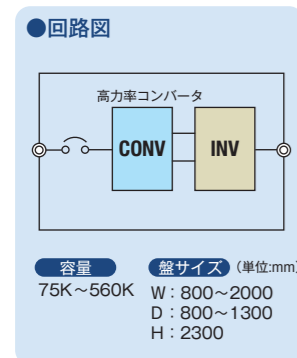 ●回路図
高力率コンバータ
CONV
INV
容量
75K～560K
盤サイズ（単位:mm）
W：800～2000
D：800～1300
H：2300